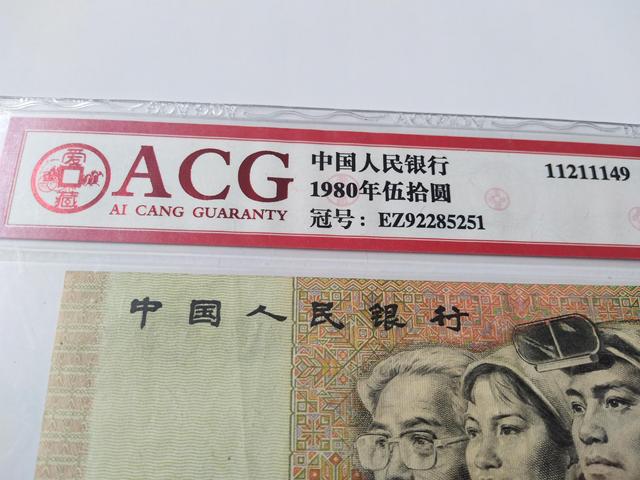 爱藏
ACG
AI CANG GUARANTY
中国人民银行
1980年伍拾圆
冠号：EZ92285251
11211149
中国人民银行